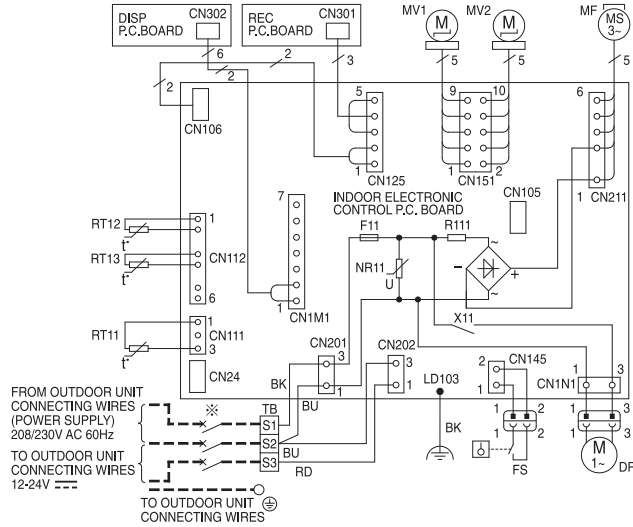 DISP CN302
P.C.BOARD
REC CN301
P.C.BOARD
MV1 MV2 MF
M M MS
3~
6 2 2 3 5 5 5
2
CN106
5 9 10 6
1 1 2 1
CN125 CN151 CN211
CN105
INDOOR ELECTRONIC
CONTROL P.C. BOARD
7
1
CN1M1
RT12 1
t°
RT13 CN112
t°
6
RT11 1
CN111
t° 3
CN24
F11 R111
NR11
U
~
- +
~
X11
CN201 CN202
3 3
1 1
CN145
2
1
CN1N1
1 3
LD103
BK BU
BK
FROM OUTDOOR UNIT
CONNECTING WIRES
(POWER SUPPLY)
208/230V AC 60Hz
※ TB
S1
S2
BU
S3
RD
TO OUTDOOR UNIT
CONNECTING WIRES
12-24V
TO OUTDOOR UNIT
CONNECTING WIRES
1 2 1 3
1 2 1 3
FS
M
1~
DP